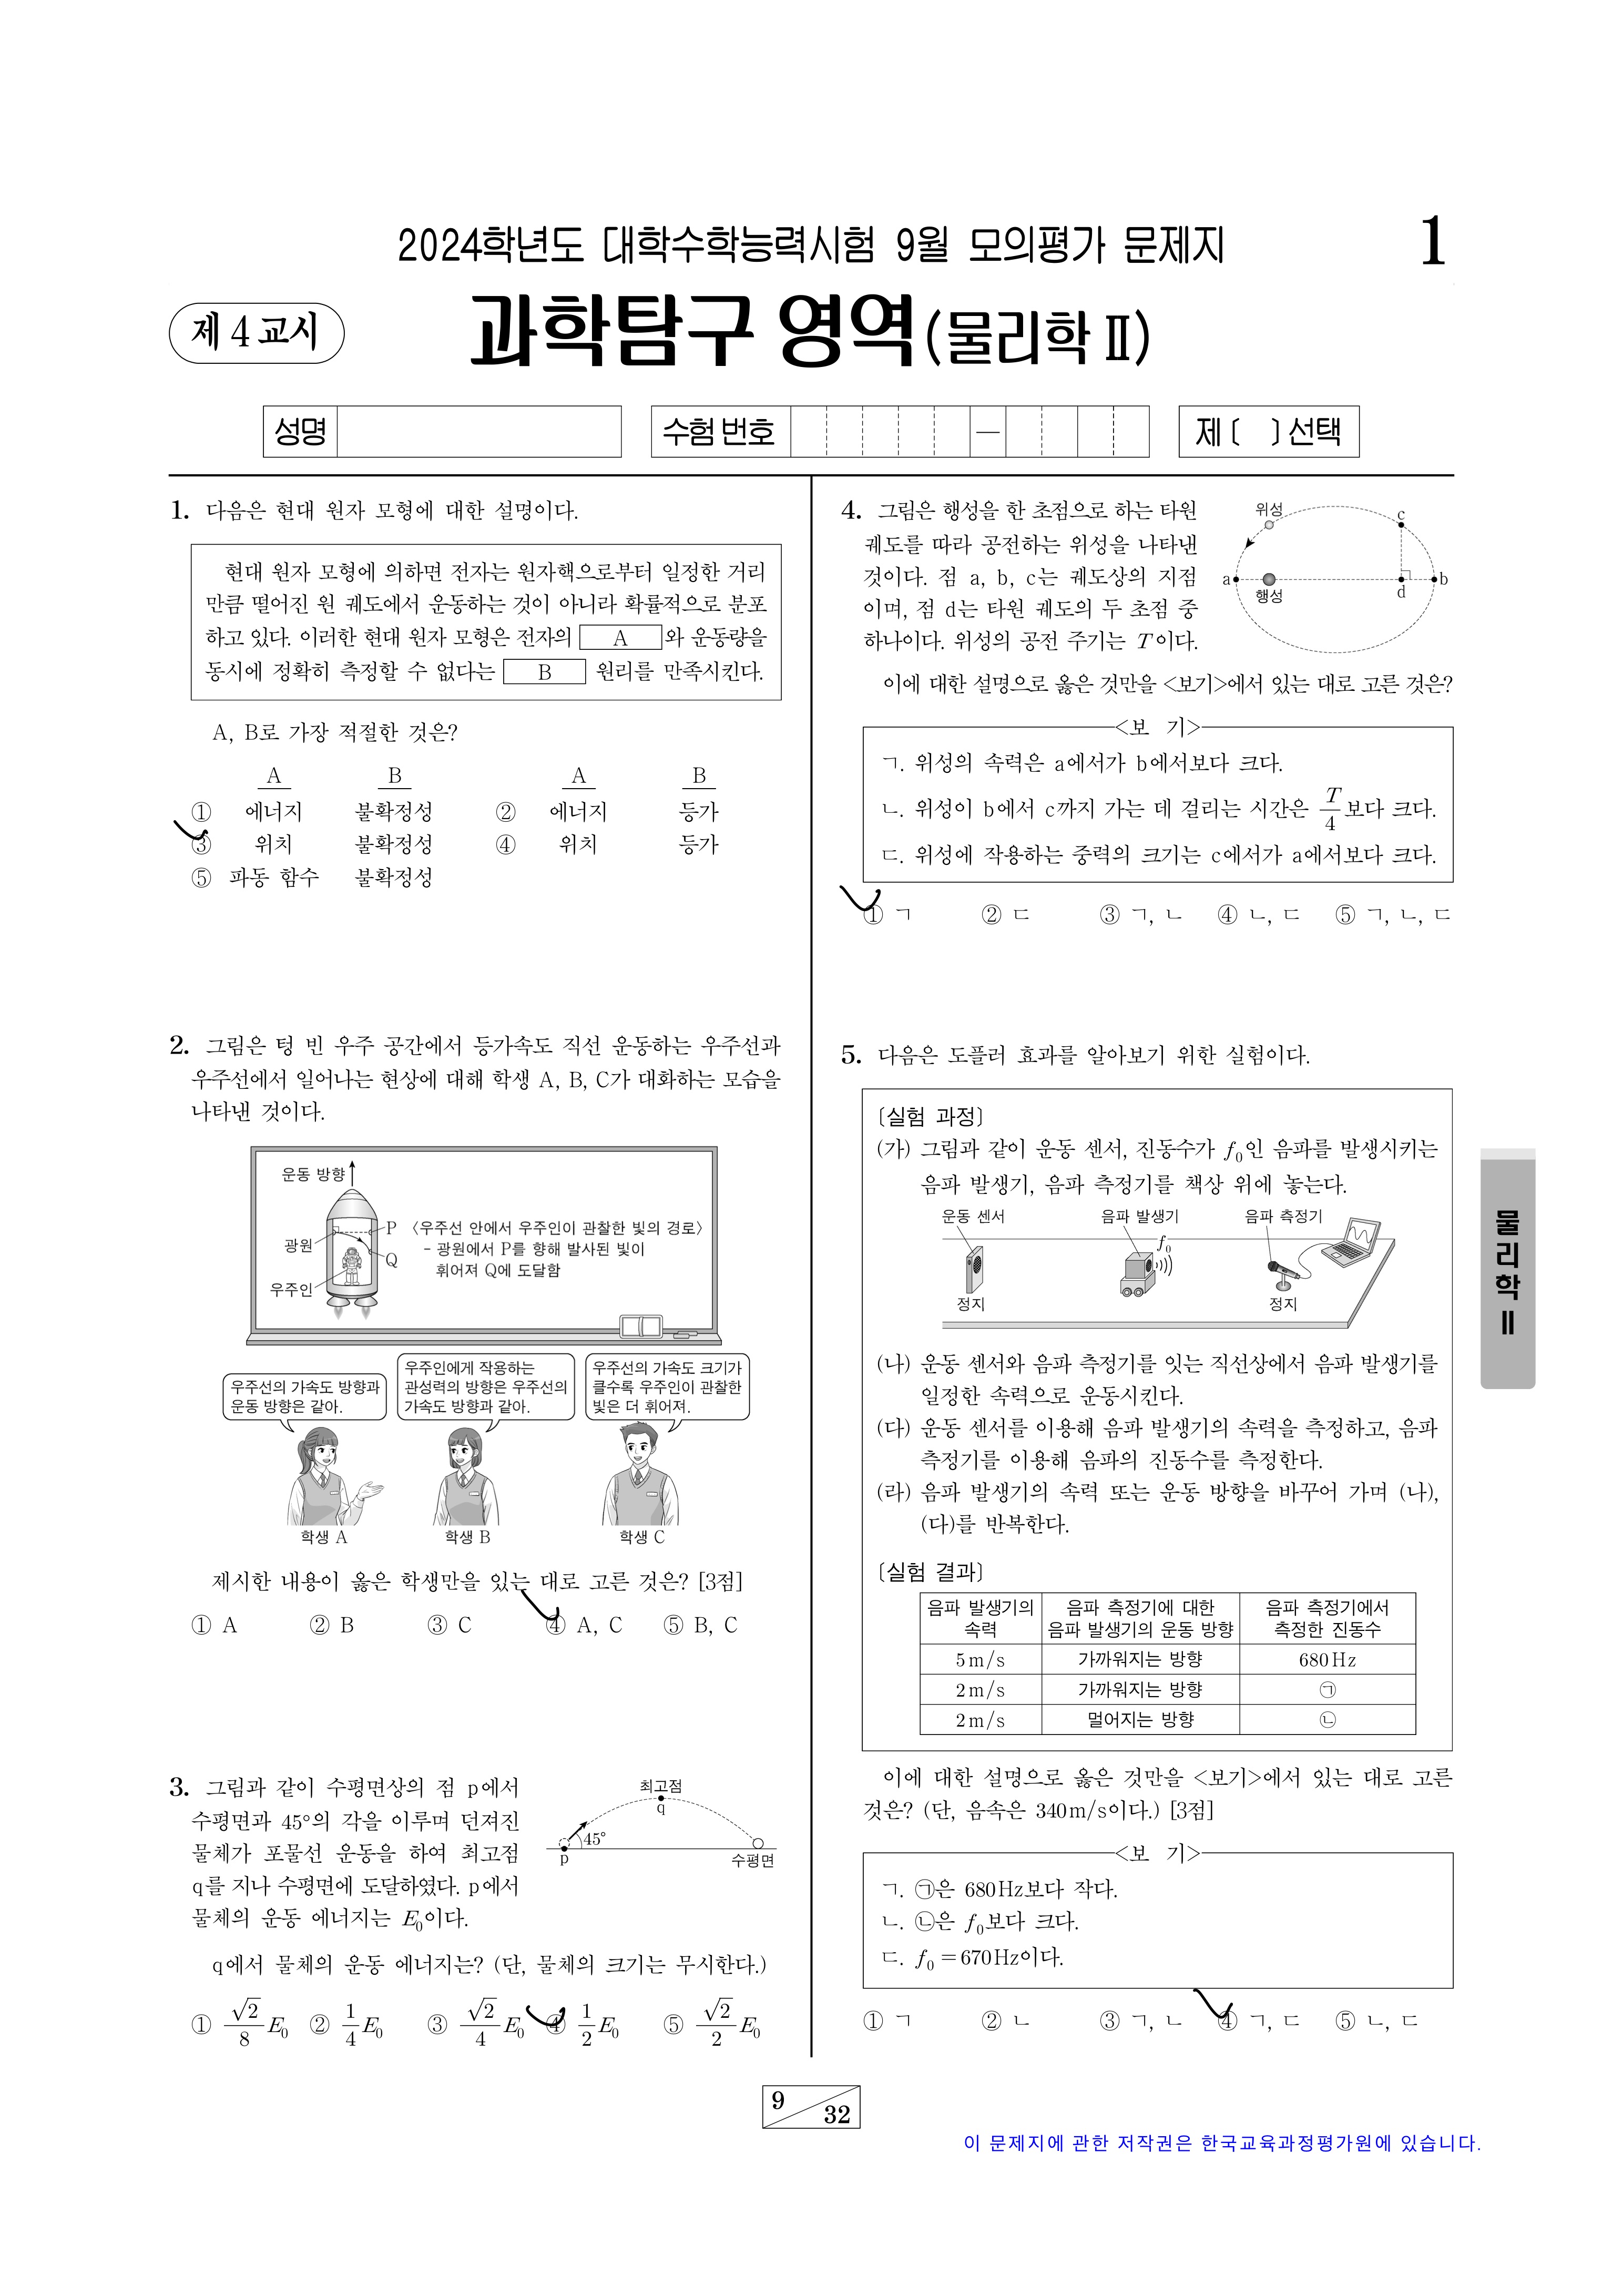 2024학년도 대학수학능력시험 9월 모의평가 문제지
1
제 4 교시
과학탐구 영역(물리학Ⅱ)
성명
수험 번호
—
제 〔 〕 선택
1. 다음은 현대 원자 모형에 대한 설명이다.
현대 원자 모형에 의하면 전자는 원자핵으로부터 일정한 거리
만큼 떨어진 원 궤도에서 운동하는 것이 아니라 확률적으로 분포
하고 있다. 이러한 현대 원자 모형은 전자의 A 와 운동량을
동시에 정확히 측정할 수 없다는 B 원리를 만족시킨다.
A, B로 가장 적절한 것은?
A B A B
① 에너지 불확정성 ② 에너지 등가
③ 위치 불확정성 ④ 위치 등가
⑤ 파동 함수 불확정성
2. 그림은 텅 빈 우주 공간에서 등가속도 직선 운동하는 우주선과
우주선에서 일어나는 현상에 대해 학생 A, B, C가 대화하는 모습을
나타낸 것이다.
운동 방향
P
광원
Q
우주인
〈우주선 안에서 우주인이 관찰한 빛의 경로〉
- 광원에서 P를 향해 발사된 빛이
휘어져 Q에 도달함
우주선의 가속도 방향과
운동 방향은 같아.
우주인에게 작용하는
관성력의 방향은 우주선의
가속도 방향과 같아.
우주선의 가속도 크기가
클수록 우주인이 관찰한
빛은 더 휘어져.
학생 A 학생 B 학생 C
제시한 내용이 옳은 학생만을 있는 대로 고른 것은? [3점]
① A ② B ③ C ④ A, C ⑤ B, C
3. 그림과 같이 수평면상의 점 p에서
수평면과 45°의 각을 이루며 던져진
물체가 포물선 운동을 하여 최고점
q를 지나 수평면에 도달하였다. p에서
물체의 운동 에너지는 E₀이다.
최고점
q
45°
p
수평면
q에서 물체의 운동 에너지는? (단, 물체의 크기는 무시한다.)
① √2/8 E₀ ② 1/4 E₀ ③ √2/4 E₀ ④ 1/2 E₀ ⑤ √2/2 E₀
4. 그림은 행성을 한 초점으로 하는 타원
궤도를 따라 공전하는 위성을 나타낸
것이다. 점 a, b, c는 궤도상의 지점
이며, 점 d는 타원 궤도의 두 초점 중
하나이다. 위성의 공전 주기는 T이다.
위성
c
a
행성
d
b
이에 대한 설명으로 옳은 것만을 <보기>에서 있는 대로 고른 것은?
<보 기>
ㄱ. 위성의 속력은 a에서가 b에서보다 크다.
ㄴ. 위성이 b에서 c까지 가는 데 걸리는 시간은 T/4보다 크다.
ㄷ. 위성에 작용하는 중력의 크기는 c에서가 a에서보다 크다.
① ㄱ ② ㄷ ③ ㄱ, ㄴ ④ ㄴ, ㄷ ⑤ ㄱ, ㄴ, ㄷ
5. 다음은 도플러 효과를 알아보기 위한 실험이다.
〔실험 과정〕
(가) 그림과 같이 운동 센서, 진동수가 f₀인 음파를 발생시키는
음파 발생기, 음파 측정기를 책상 위에 놓는다.
운동 센서 음파 발생기 음파 측정기
f₀
정지 정지
(나) 운동 센서와 음파 측정기를 잇는 직선상에서 음파 발생기를
일정한 속력으로 운동시킨다.
(다) 운동 센서를 이용해 음파 발생기의 속력을 측정하고, 음파
측정기를 이용해 음파의 진동수를 측정한다.
(라) 음파 발생기의 속력 또는 운동 방향을 바꾸어 가며 (나),
(다)를 반복한다.
〔실험 결과〕
음파 발생기의 속력 음파 측정기에 대한 음파 발생기의 운동 방향 음파 측정기에서 측정한 진동수
5 m/s 가까워지는 방향 680 Hz
2 m/s 가까워지는 방향 ㉠
2 m/s 멀어지는 방향 ㉡
이에 대한 설명으로 옳은 것만을 <보기>에서 있는 대로 고른
것은? (단, 음속은 340 m/s이다.) [3점]
<보 기>
ㄱ. ㉠은 680 Hz보다 작다.
ㄴ. ㉡은 f₀보다 크다.
ㄷ. f₀ = 670 Hz이다.
① ㄱ ② ㄴ ③ ㄱ, ㄴ ④ ㄱ, ㄷ ⑤ ㄴ, ㄷ
물리학Ⅱ
9
32
이 문제지에 관한 저작권은 한국교육과정평가원에 있습니다.